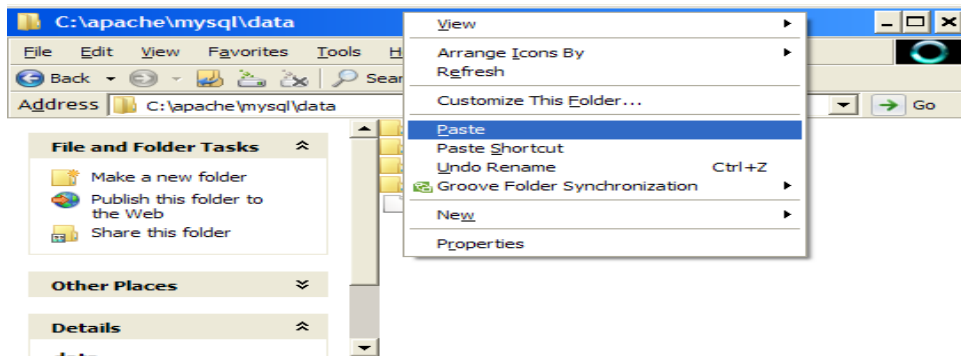 C:\apache\mysql\data
File Edit View Favorites Tools H
Back Sear
Address C:\apache\mysql\data Go
File and Folder Tasks
Make a new folder
Publish this folder to
the Web
Share this folder
Other Places
Details
View
Arrange Icons By
Refresh
Customize This Folder...
Paste
Paste Shortcut
Undo Rename Ctrl+Z
Groove Folder Synchronization
New
Properties